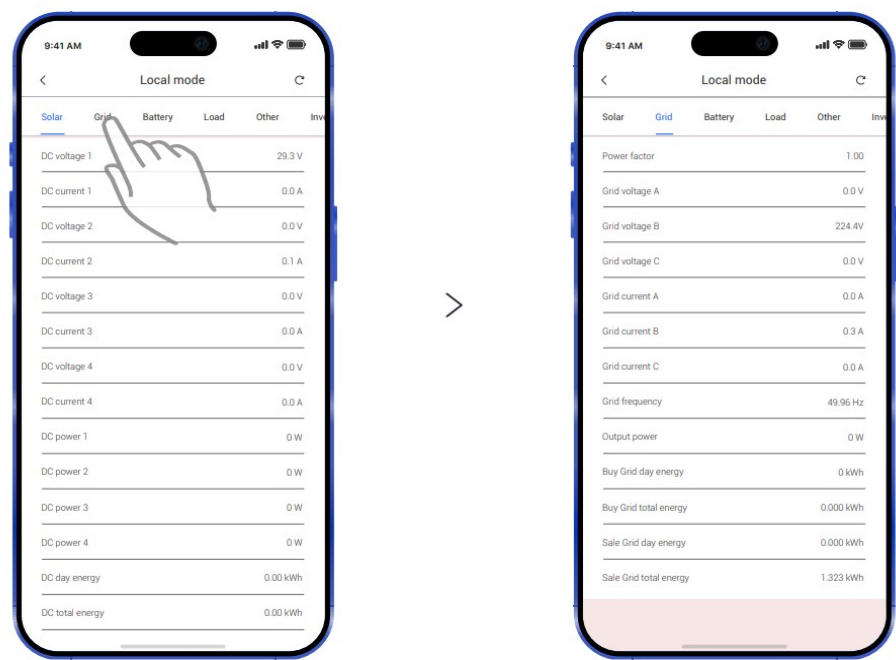 9:41 AM
Local mode
Solar Grid Battery Load Other Inve
DC voltage 1 29.3 V
DC current 1 0.0 A
DC voltage 2 0.0 V
DC current 2 0.1 A
DC voltage 3 0.0 V
DC current 3 0.0 A
DC voltage 4 0.0 V
DC current 4 0.0 A
DC power 1 0 W
DC power 2 0 W
DC power 3 0 W
DC power 4 0 W
DC day energy 0.00 kWh
DC total energy 0.00 kWh
>
9:41 AM
Local mode
Solar Grid Battery Load Other Inve
Power factor 1.00
Grid voltage A 0.0 V
Grid voltage B 224.4V
Grid voltage C 0.0 V
Grid current A 0.0 A
Grid current B 0.3 A
Grid current C 0.0 A
Grid frequency 49.96 Hz
Output power 0 W
Buy Grid day energy 0 kWh
Buy Grid total energy 0.000 kWh
Sale Grid day energy 0.000 kWh
Sale Grid total energy 1.323 kWh